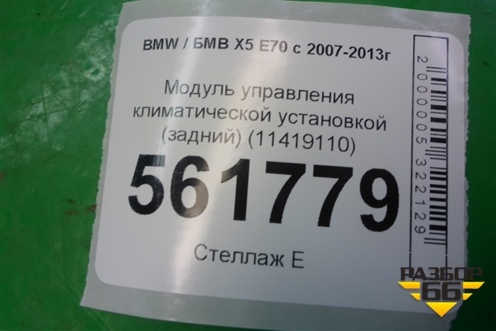 BMW / БМВ X5 E70 с 2007-2013г
Модуль управления
климатической установкой
(задний) (11419110)
561779
Стеллаж Е
2000005322129
РАЗБОР
66